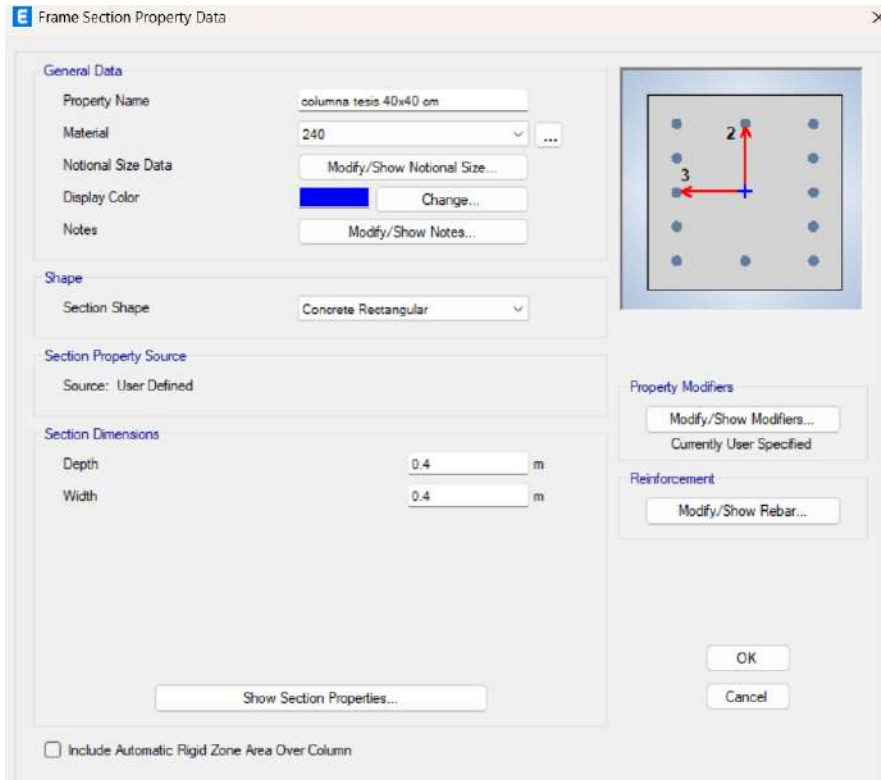 E Frame Section Property Data
General Data
Property Name columna tesis 40x40 cm
Material 240 ...
Notional Size Data Modify/Show Notional Size...
Display Color Change...
Notes Modify/Show Notes...
Shape
Section Shape Concrete Rectangular
Section Property Source
Source: User Defined
Section Dimensions
Depth 0.4 m
Width 0.4 m
Show Section Properties...
Include Automatic Rigid Zone Area Over Column
2
3
Property Modifiers
Modify/Show Modifiers...
Currently User Specified
Reinforcement
Modify/Show Rebar...
OK
Cancel